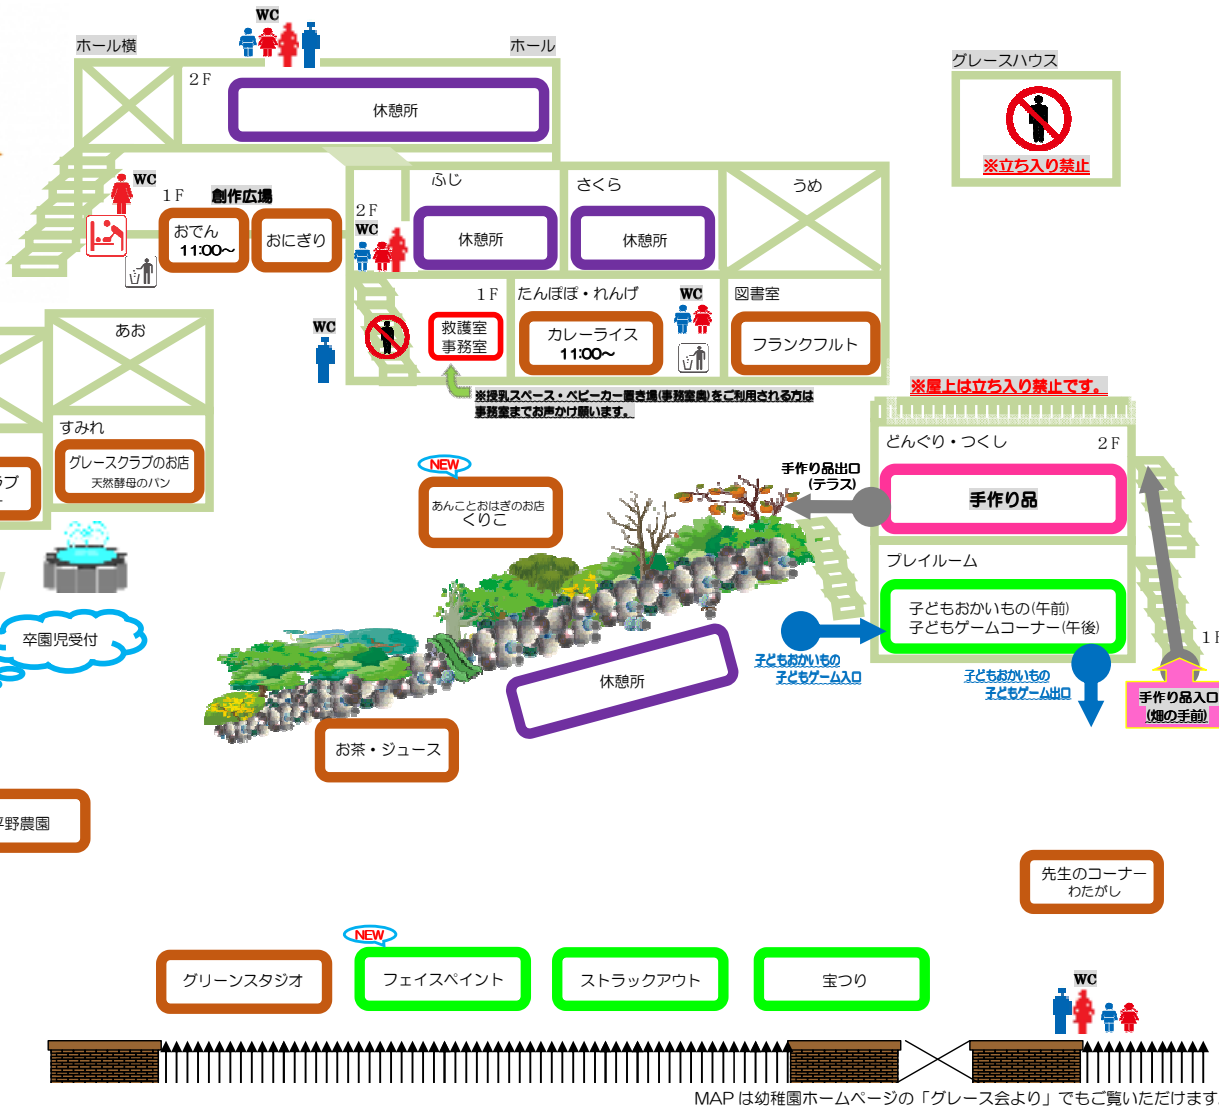 WC
ホール横
ホール
2F
休憩所
グレースハウス
※立ち入り禁止
WC
1F
創作広場
おでん
11:00～
おにぎり
2F
WC
ふじ
休憩所
さくら
休憩所
うめ
1F
救護室
事務室
たんぽぽ・れんげ
カレーライス
11:00～
WC
図書室
フランクフルト
WC
※授乳スペース・ベビーカー置き場(事務室奥)をご利用される方は
事務室までお声かけ願います。
あお
すみれ
グレースクラブのお店
天然酵母のパン
ラブ
※屋上は立ち入り禁止です。
どんぐり・つくし
2F
手作り品
手作り品出口
(テラス)
プレイルーム
子どもおかいもの(午前)
子どもゲームコーナー(午後)
1F
NEW
あんことおはぎのお店
くりこ
卒園児受付
休憩所
子どもおかいもの
子どもゲーム入口
子どもおかいもの
子どもゲーム出口
手作り品入口
(畑の手前)
お茶・ジュース
平野農園
先生のコーナー
わたがし
グリーンスタジオ
NEW
フェイスペイント
ストラックアウト
宝つり
WC
MAPは幼稚園ホームページの「グレース会より」でもご覧いただけます